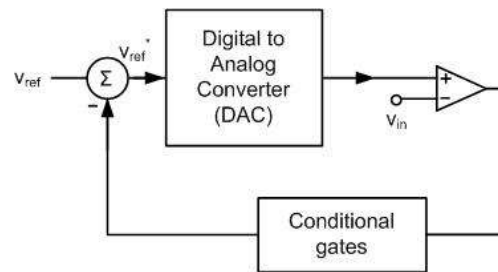 v_ref
Σ
−
v_ref*
Digital to
Analog
Converter
(DAC)
+
−
v_in
Conditional
gates